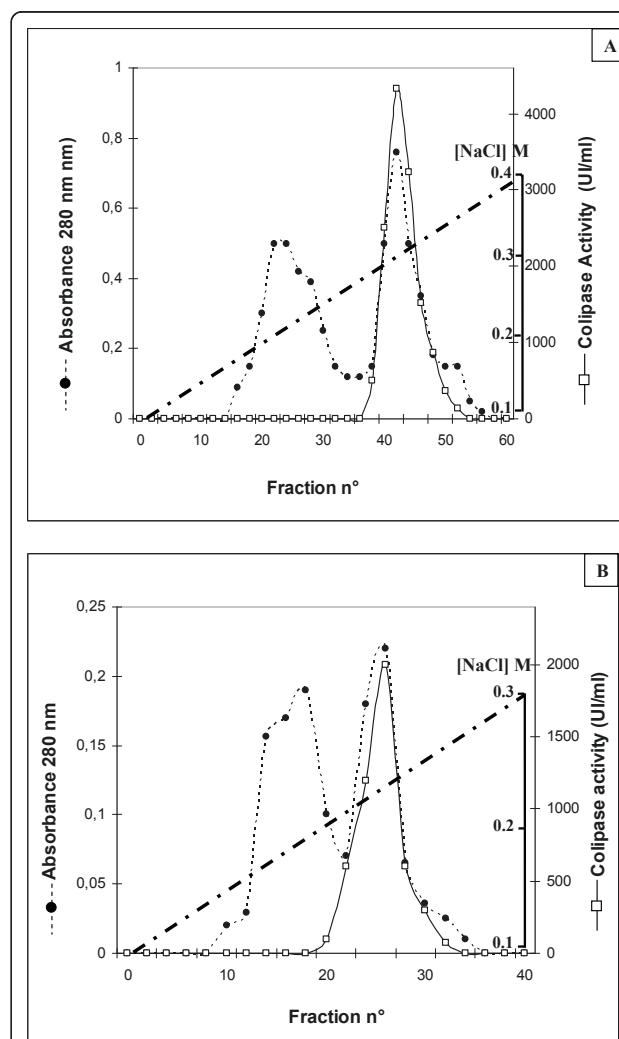 A
1
0,8
0,6
0,4
0,2
0
Absorbance 280 nm nm)
[NaCl] M
0.4
0.3
0.2
0.1
4000
3000
2000
1000
0
Colipase Activity (UI/ml)
0 10 20 30 40 50 60
Fraction n°
B
0,25
0,2
0,15
0,1
0,05
0
Absorbance 280 nm
[NaCl] M
0.3
0.2
0.1
2000
1500
1000
500
0
Colipase activity (UI/ml)
0 10 20 30 40
Fraction n°